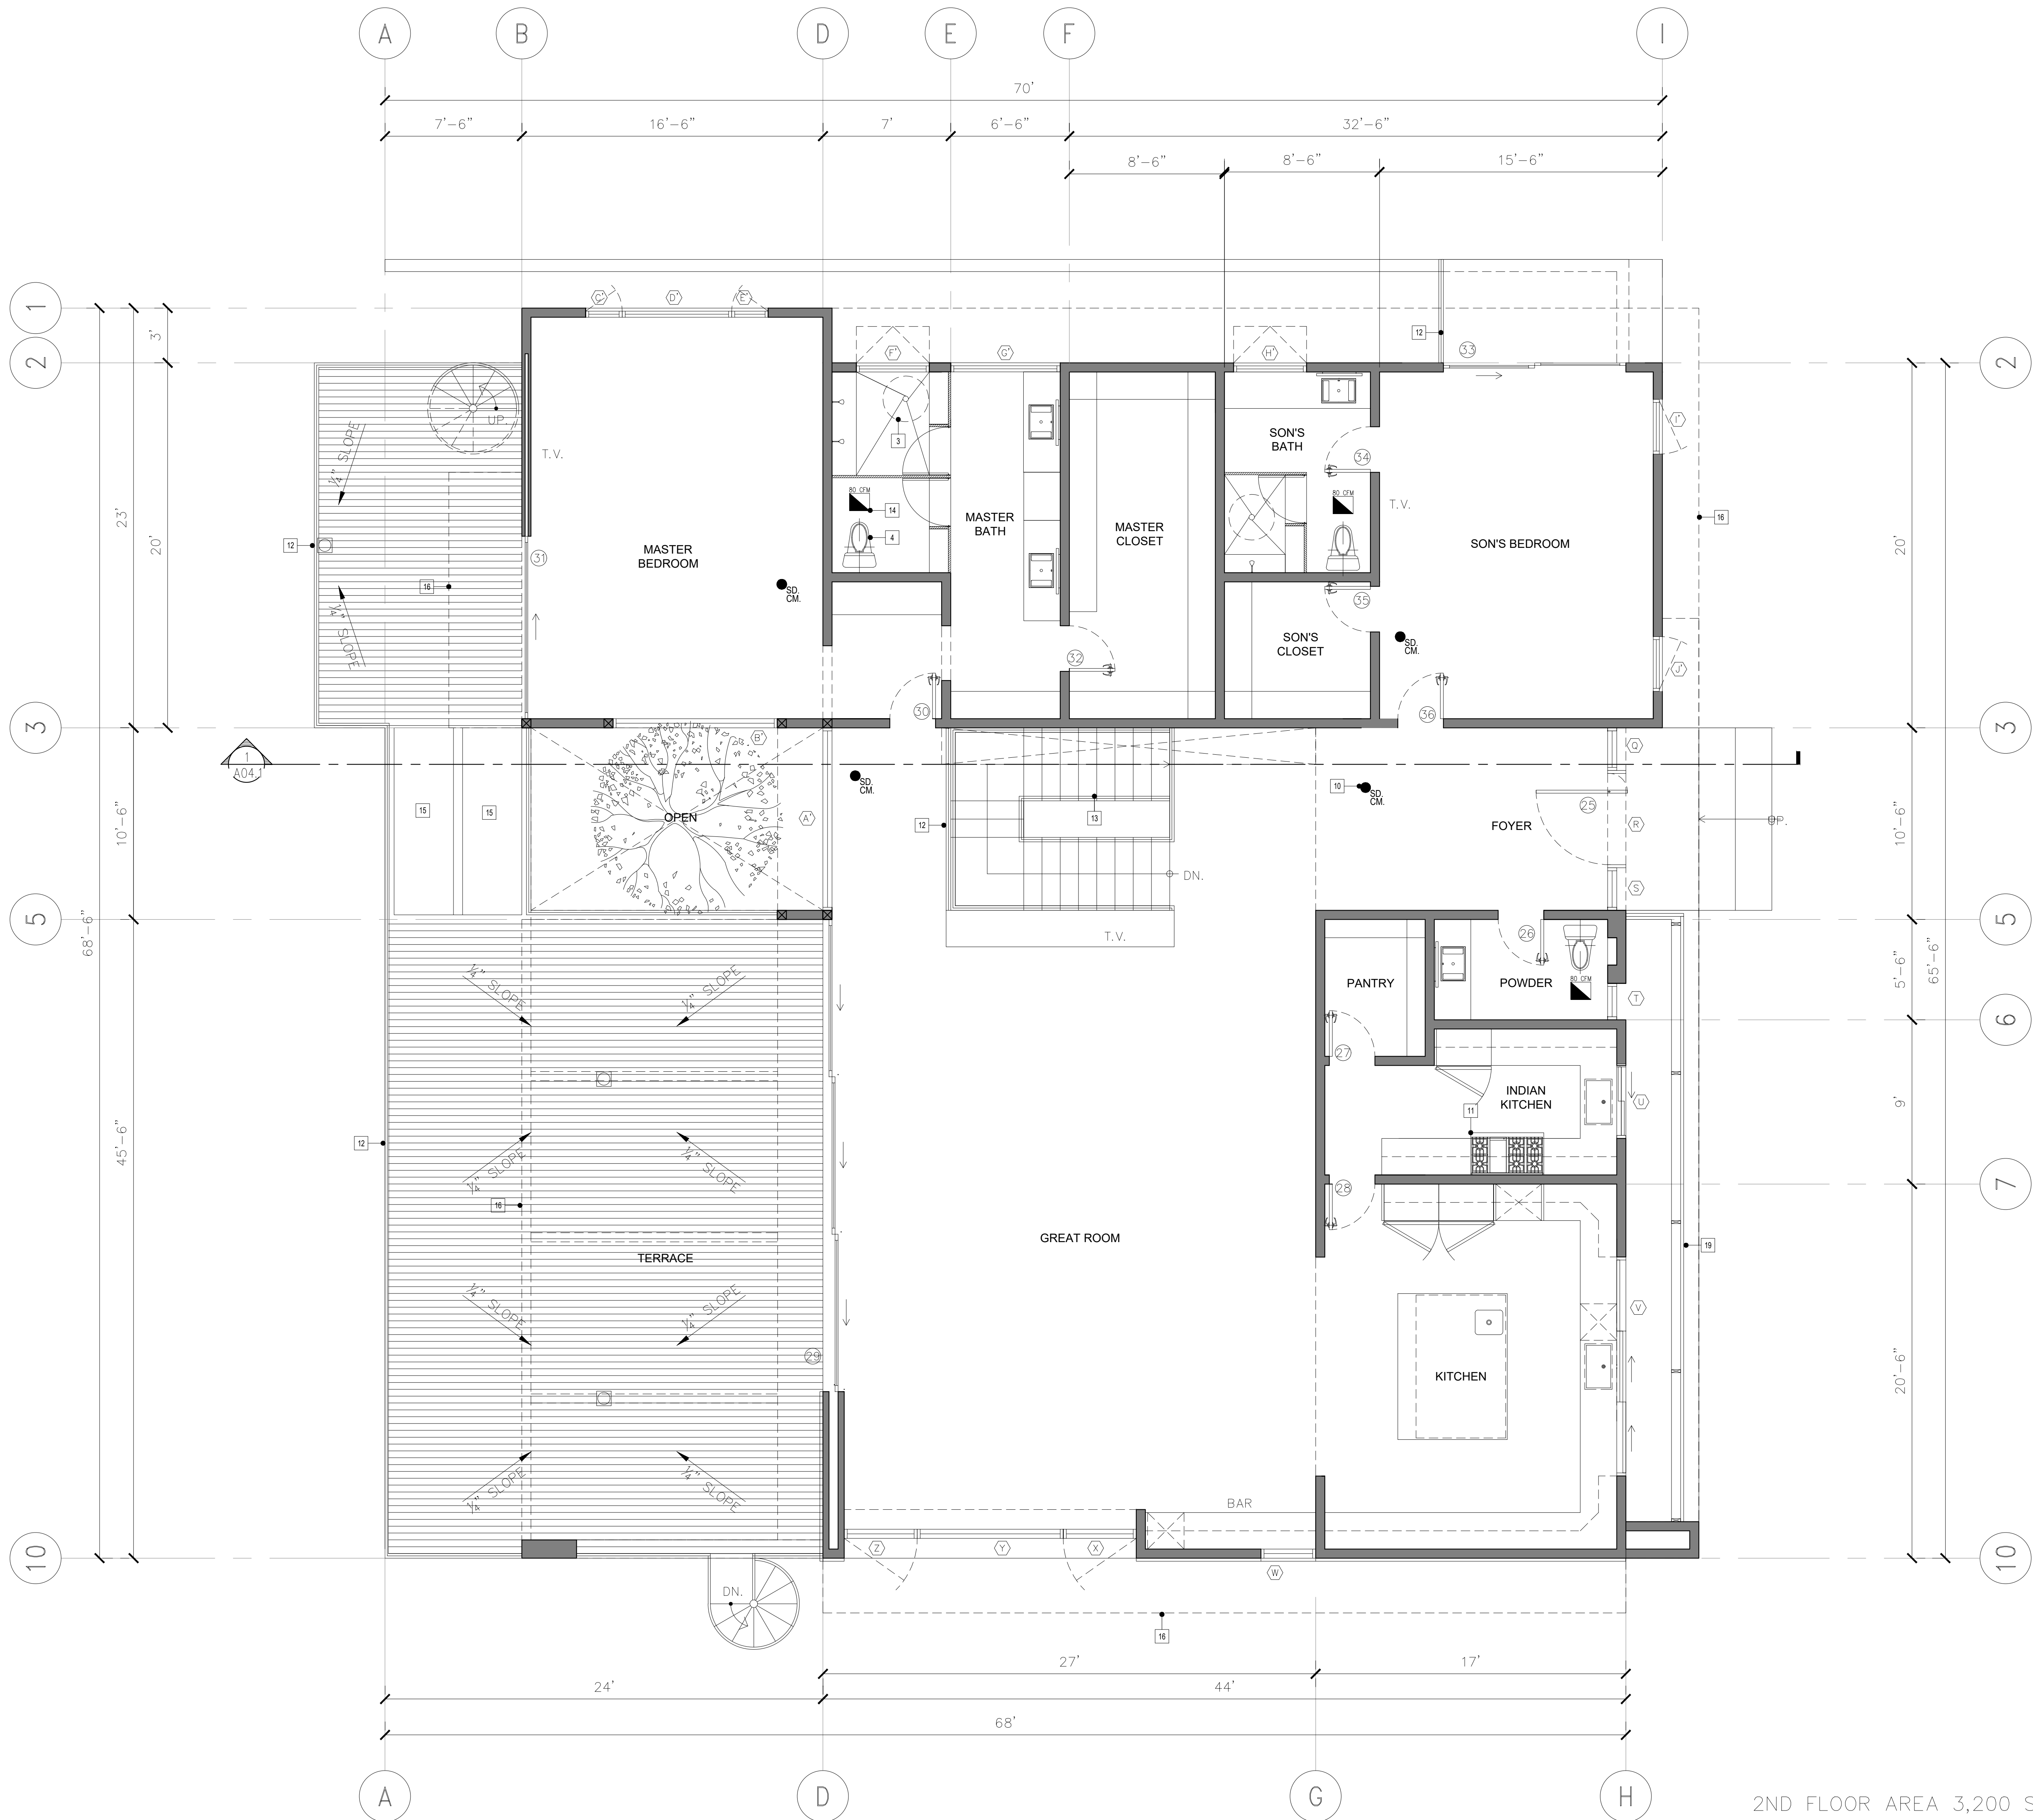 A B D E F I
70'
7'-6" 16'-6" 7' 6'-6" 32'-6"
8'-6" 8'-6" 15'-6"
1
C' D' E'
12
33
3'
2
F' G' H'
2
I'
UP.
¼" SLOPE
3
T.V.
SON'S
BATH
34
80 CFM
14
80 CFM
T.V.
4
MASTER
BATH
MASTER
CLOSET
16
23'
20'
12
31
MASTER
BEDROOM
SON'S BEDROOM
20'
16
SD.
CM.
35
¼" SLOPE
SON'S
CLOSET
SD.
CM.
32
J'
30
36
3
B'
Q
3
1
A04.1
SD.
CM.
10
SD.
CM.
25
15
15
OPEN
A'
12
13
FOYER
R
10'-6"
10'-6"
DN.
S
5
68'-6"
T.V.
26
5
¼" SLOPE
¼" SLOPE
PANTRY
POWDER
80 CFM
T
5'-6"
65'-6"
6
27
INDIAN
KITCHEN
11
U
9'
45'-6"
12
¼" SLOPE
¼" SLOPE
28
7
16
GREAT ROOM
19
TERRACE
¼" SLOPE
¼" SLOPE
V
29
KITCHEN
20'-6"
¼" SLOPE
¼" SLOPE
BAR
10
Z Y X
W
10
DN.
16
27' 17'
24' 44'
68'
A D G H
2ND FLOOR AREA 3,200 S